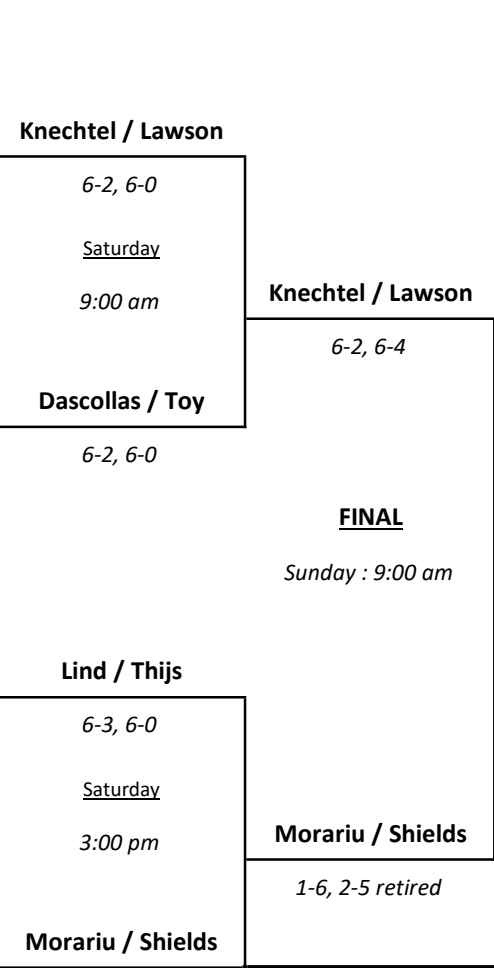 Knechtel / Lawson
6-2, 6-0
Saturday
9:00 am
Knechtel / Lawson
6-2, 6-4
Dascollas / Toy
6-2, 6-0
FINAL
Sunday : 9:00 am
Lind / Thijs
6-3, 6-0
Saturday
3:00 pm
Morariu / Shields
1-6, 2-5 retired
Morariu / Shields